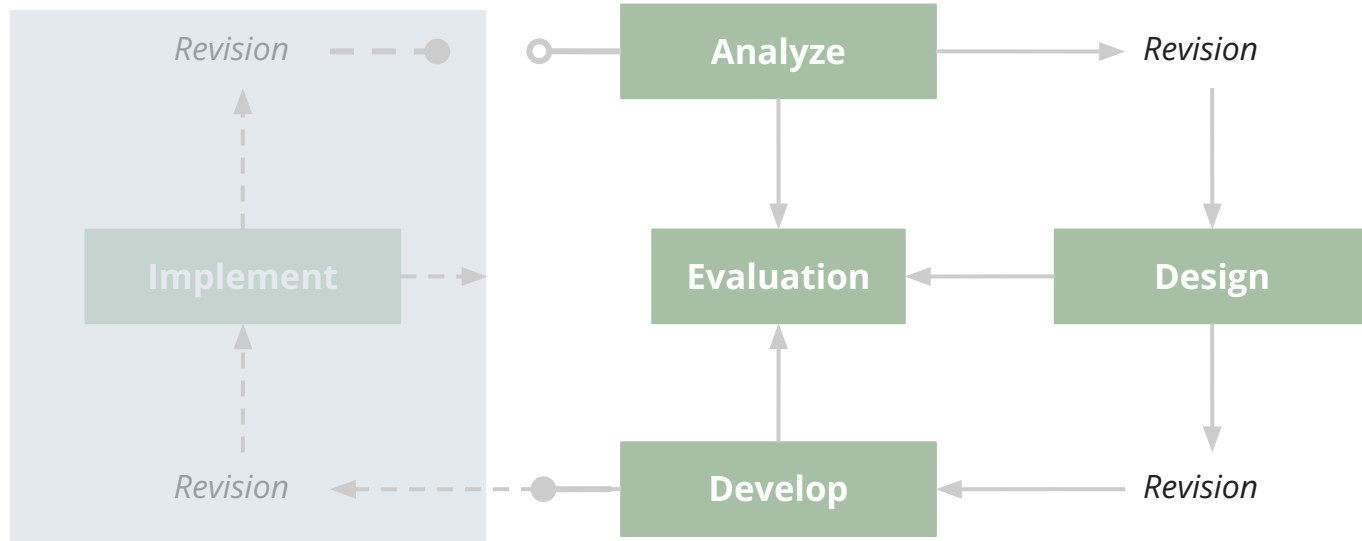 Revision
Analyze
Revision
Implement
Evaluation
Design
Revision
Develop
Revision